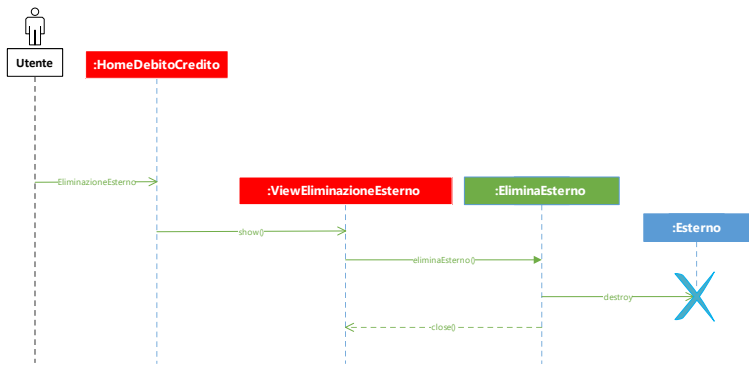 Utente
:HomeDebitoCredito
EliminazioneEsterno
:ViewEliminazioneEsterno
:EliminaEsterno
:Esterno
show()
eliminaEsterno()
destroy
close()